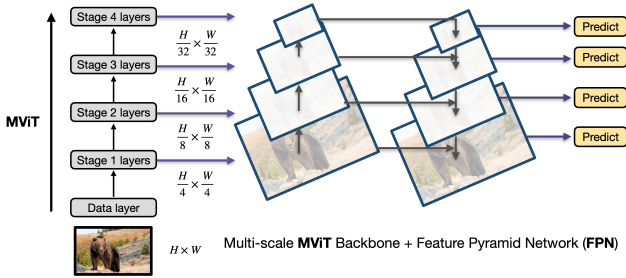 MViT
Stage 4 layers
H/32 × W/32
Stage 3 layers
H/16 × W/16
Stage 2 layers
H/8 × W/8
Stage 1 layers
H/4 × W/4
Data layer
H × W
Predict
Predict
Predict
Predict
Multi-scale MViT Backbone + Feature Pyramid Network (FPN)